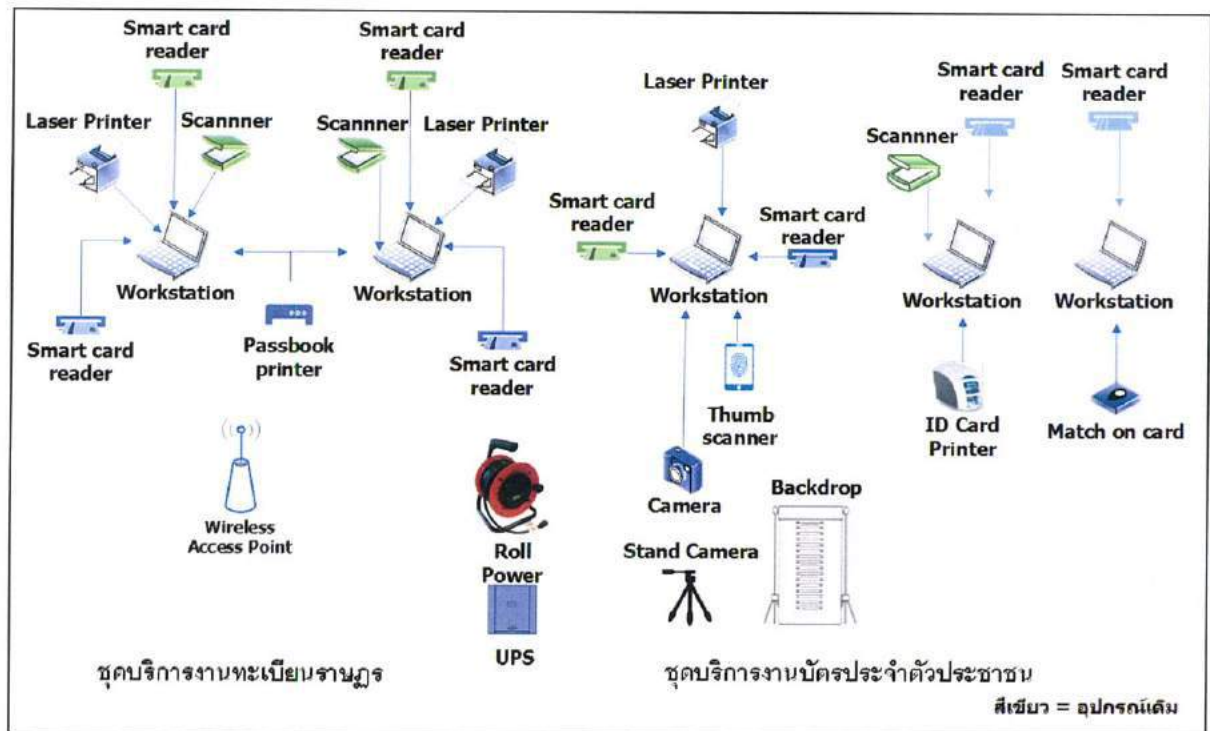 Smart card
reader
Smart card
reader
Laser Printer
Scannner
Scannner
Laser Printer
Workstation
Workstation
Smart card
reader
Passbook
printer
Smart card
reader
Wireless
Access Point
Roll
Power
UPS
ชุดบริการงานทะเบียนราษฎร
Laser Printer
Smart card
reader
Smart card
reader
Scannner
Smart card
reader
Smart card
reader
Workstation
Workstation
Workstation
Thumb
scanner
ID Card
Printer
Match on card
Camera
Backdrop
Stand Camera
ชุดบริการงานบัตรประจำตัวประชาชน
สีเขียว = อุปกรณ์เดิม